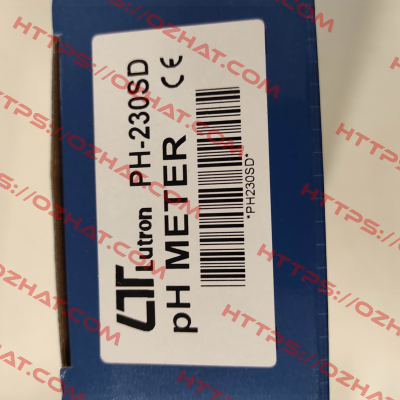 Lutron PH-230SD
pH METER CE
*PH230SD*
HTTPS://OZHAT.COM